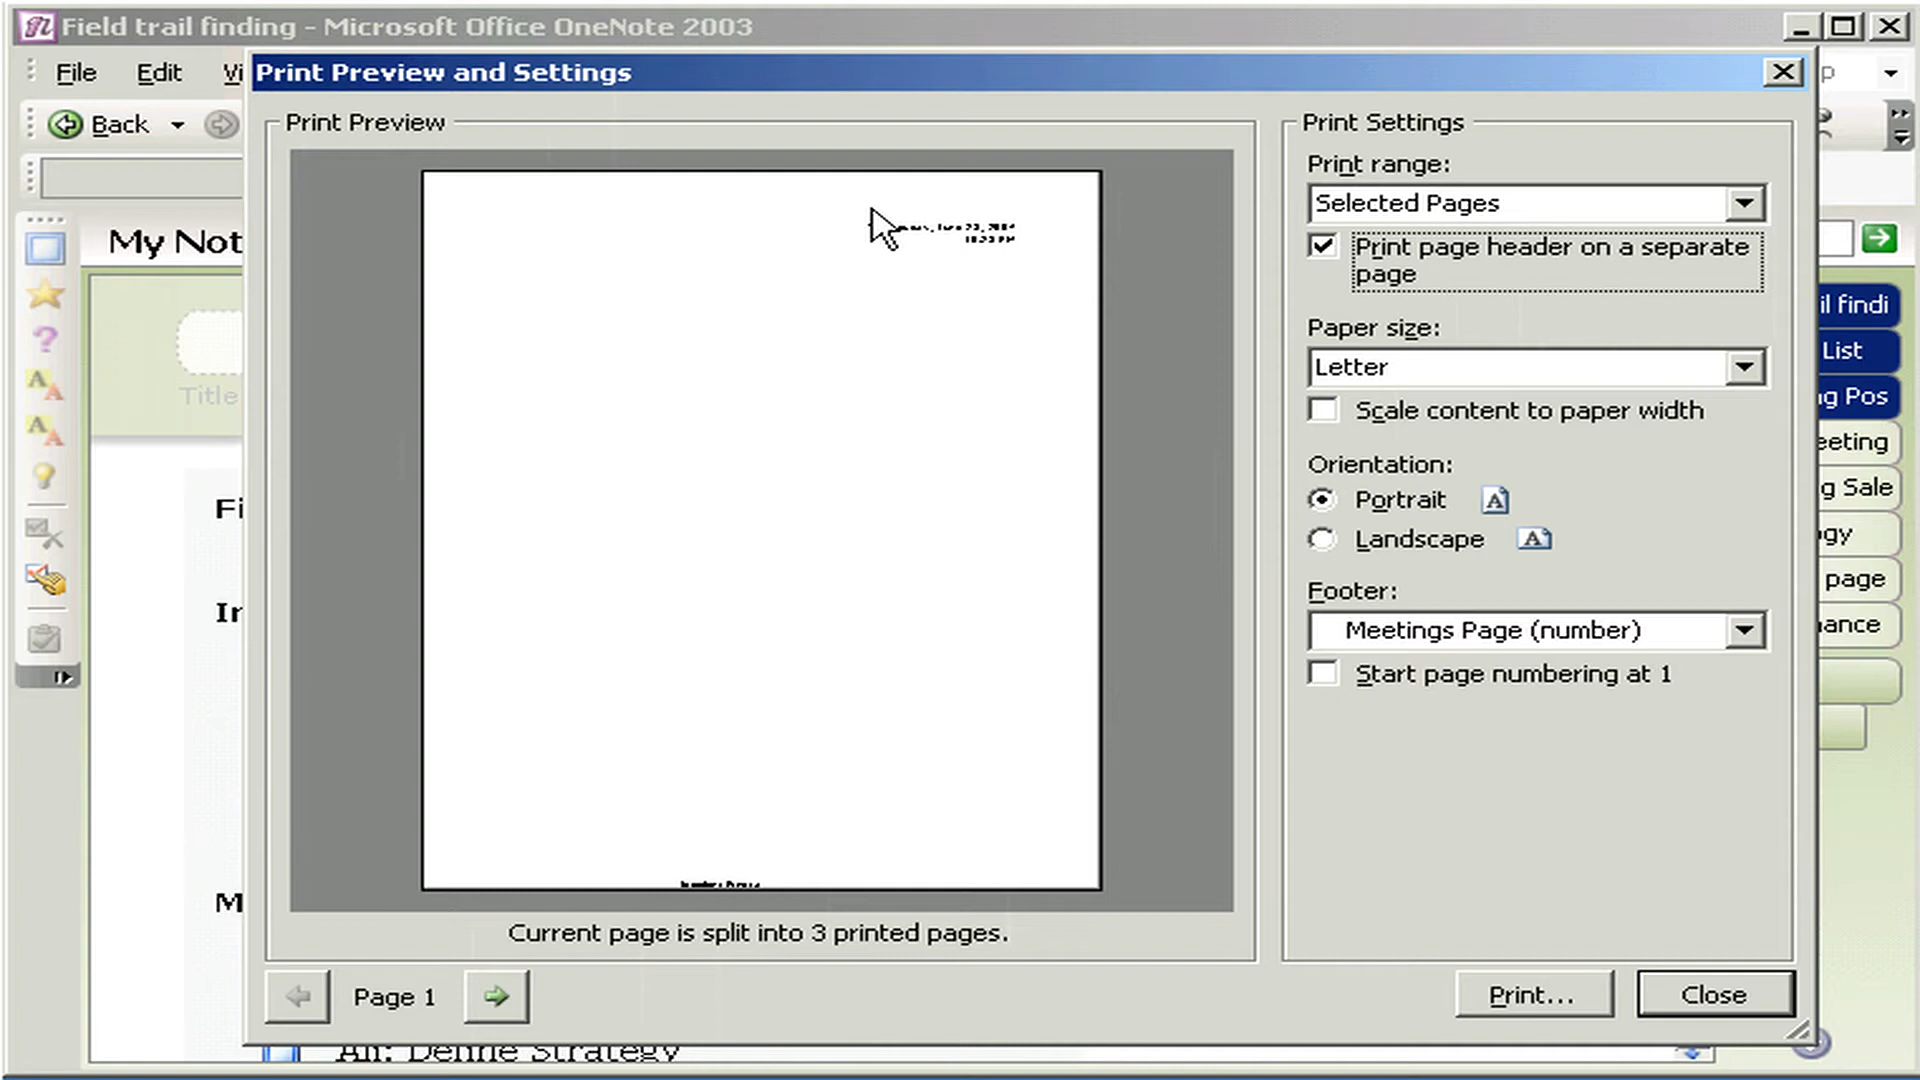 Field trail finding - Microsoft Office OneNote 2003
File Edit Vi
Print Preview and Settings
p
Back
Print Preview
Print Settings
Print range:
Selected Pages
Print page header on a separate
page
My Not
Paper size:
Letter
Scale content to paper width
Title
Orientation:
Portrait
Landscape
Footer:
Meetings Page (number)
Start page numbering at 1
il findi
List
g Pos
eeting
g Sale
gy
page
ance
Fi
In
M
Current page is split into 3 printed pages.
Page 1
Print...
Close
All: Define Strategy